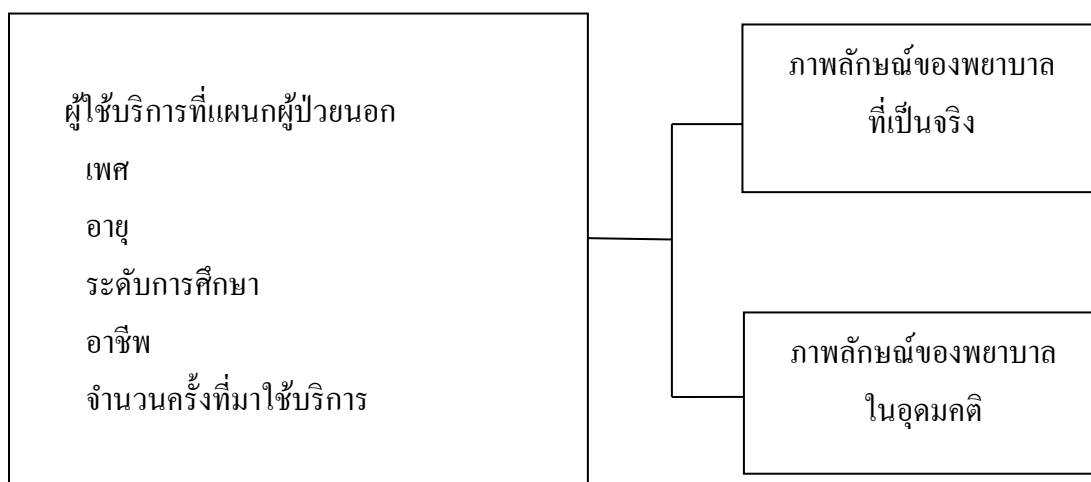 ผู้ใช้บริการที่แผนกผู้ป่วยนอก
เพศ
อายุ
ระดับการศึกษา
อาชีพ
จำนวนครั้งที่มาใช้บริการ
ภาพลักษณ์ของพยาบาล
ที่เป็นจริง
ภาพลักษณ์ของพยาบาล
ในอุดมคติ